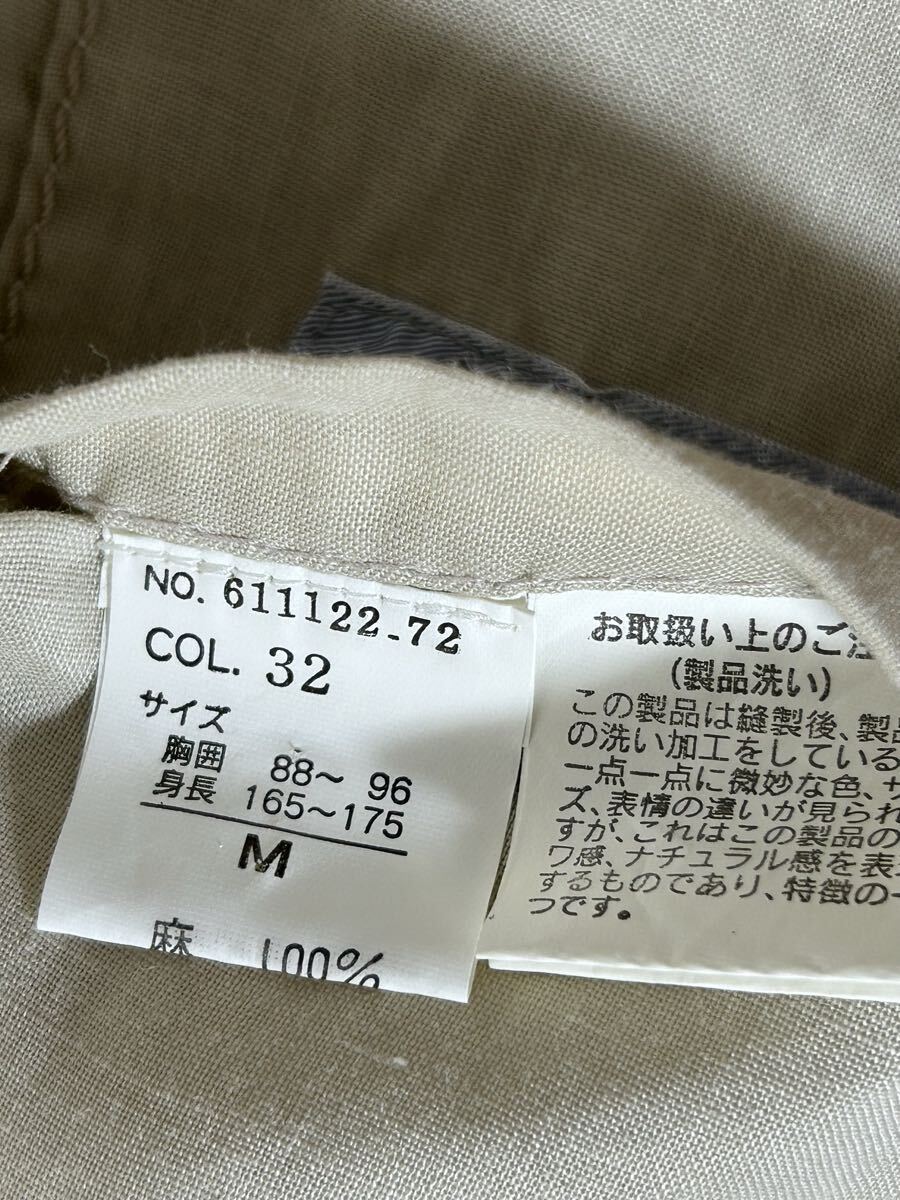 NO. 611122-72
COL. 32
サイズ
胸囲 88～ 96
身長 165～175
M
麻 100%
お取扱い上のご
(製品洗い)
この製品は縫製後、製品
の洗い加工をしている
一点一点に微妙な色、サ
ズ、表情の違いが見られ
すが、これはこの製品の
ワ感、ナチュラル感を表
するものであり、特徴の一
つです。